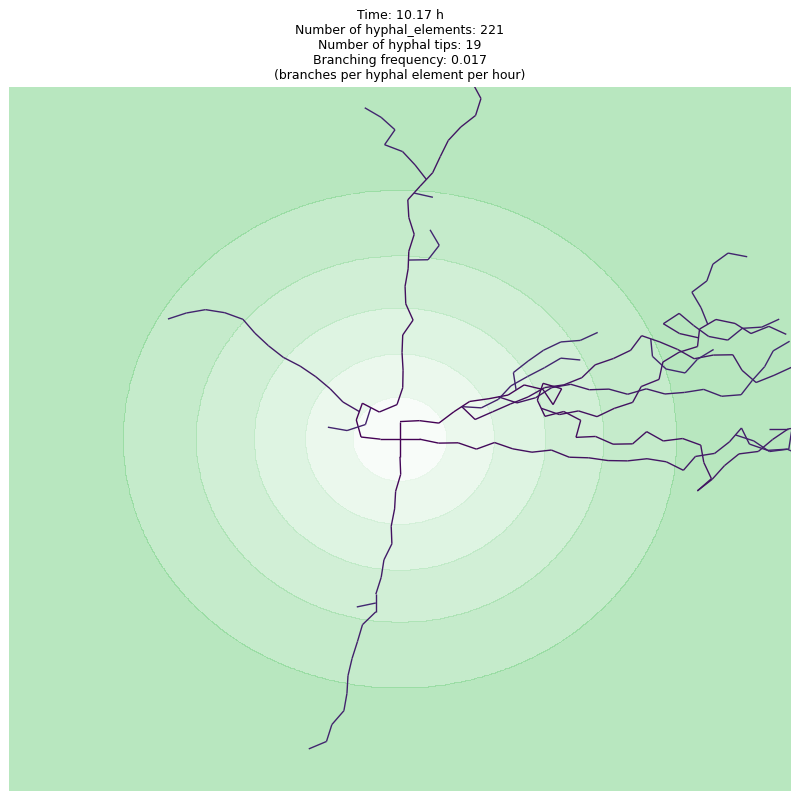 Time: 10.17 h
Number of hyphal_elements: 221
Number of hyphal tips: 19
Branching frequency: 0.017
(branches per hyphal element per hour)